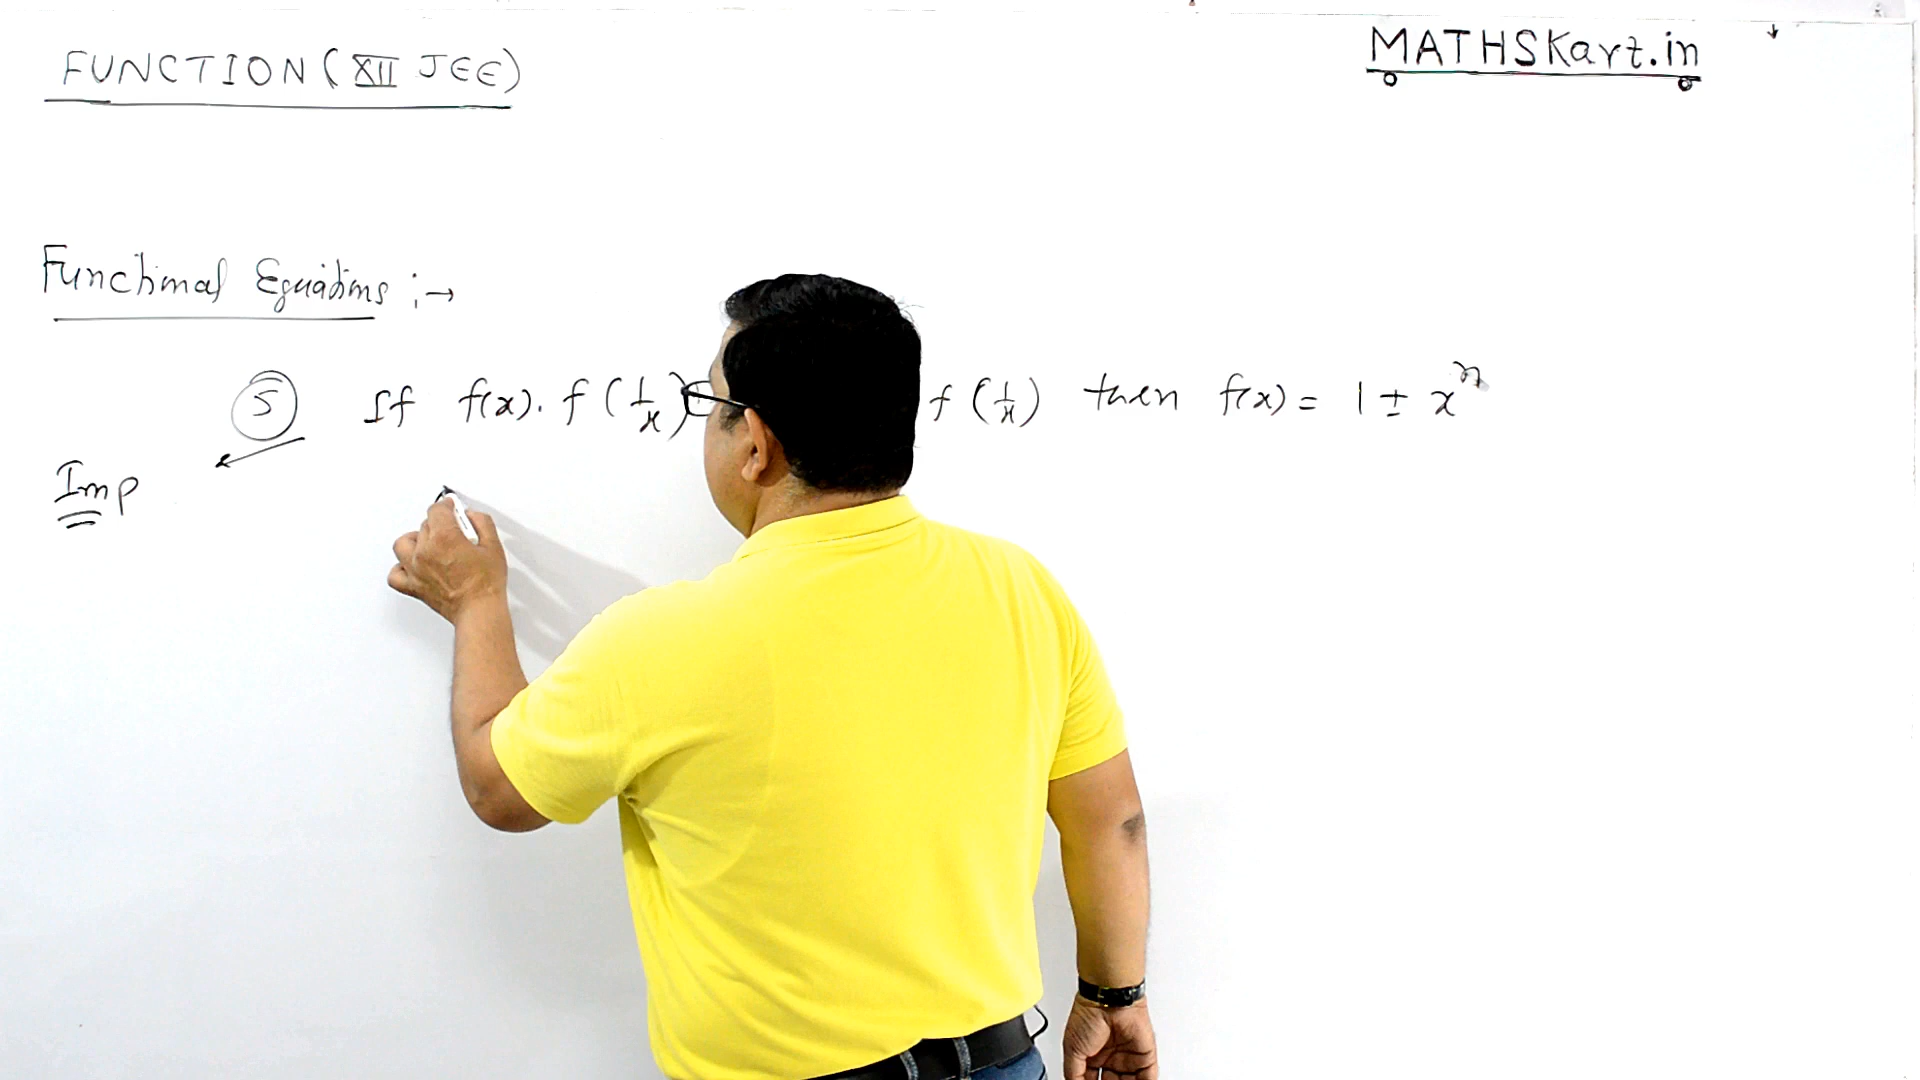 FUNCTION (XII JEE)
MATHSKart.in
Functional Equations :→
5 If f(x). f(1/x) f(1/x) then f(x) = 1 ± x^n
Imp